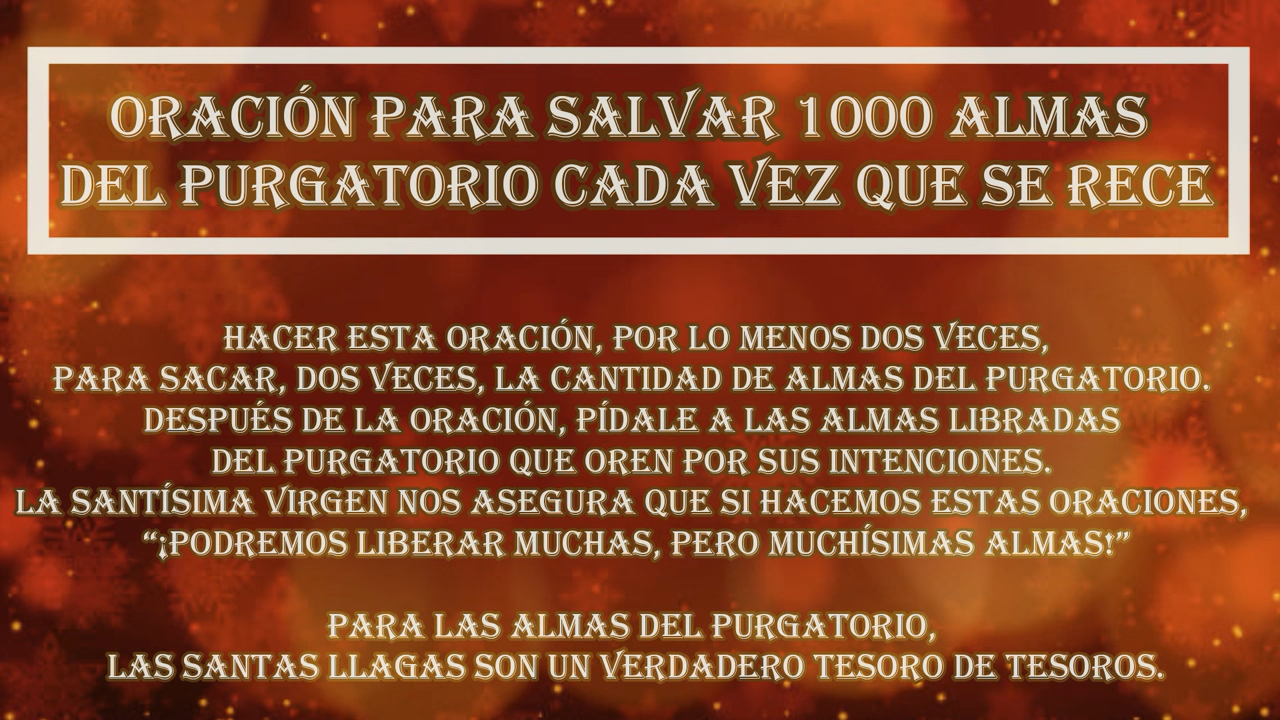 ORACIÓN PARA SALVAR 1000 ALMAS
DEL PURGATORIO CADA VEZ QUE SE RECE
HACER ESTA ORACIÓN, POR LO MENOS DOS VECES,
PARA SACAR, DOS VECES, LA CANTIDAD DE ALMAS DEL PURGATORIO.
DESPUÉS DE LA ORACIÓN, PÍDALE A LAS ALMAS LIBRADAS
DEL PURGATORIO QUE OREN POR SUS INTENCIONES.
LA SANTÍSIMA VIRGEN NOS ASEGURA QUE SI HACEMOS ESTAS ORACIONES,
“¡PODREMOS LIBERAR MUCHAS, PERO MUCHÍSIMAS ALMAS!”
PARA LAS ALMAS DEL PURGATORIO,
LAS SANTAS LLAGAS SON UN VERDADERO TESORO DE TESOROS.